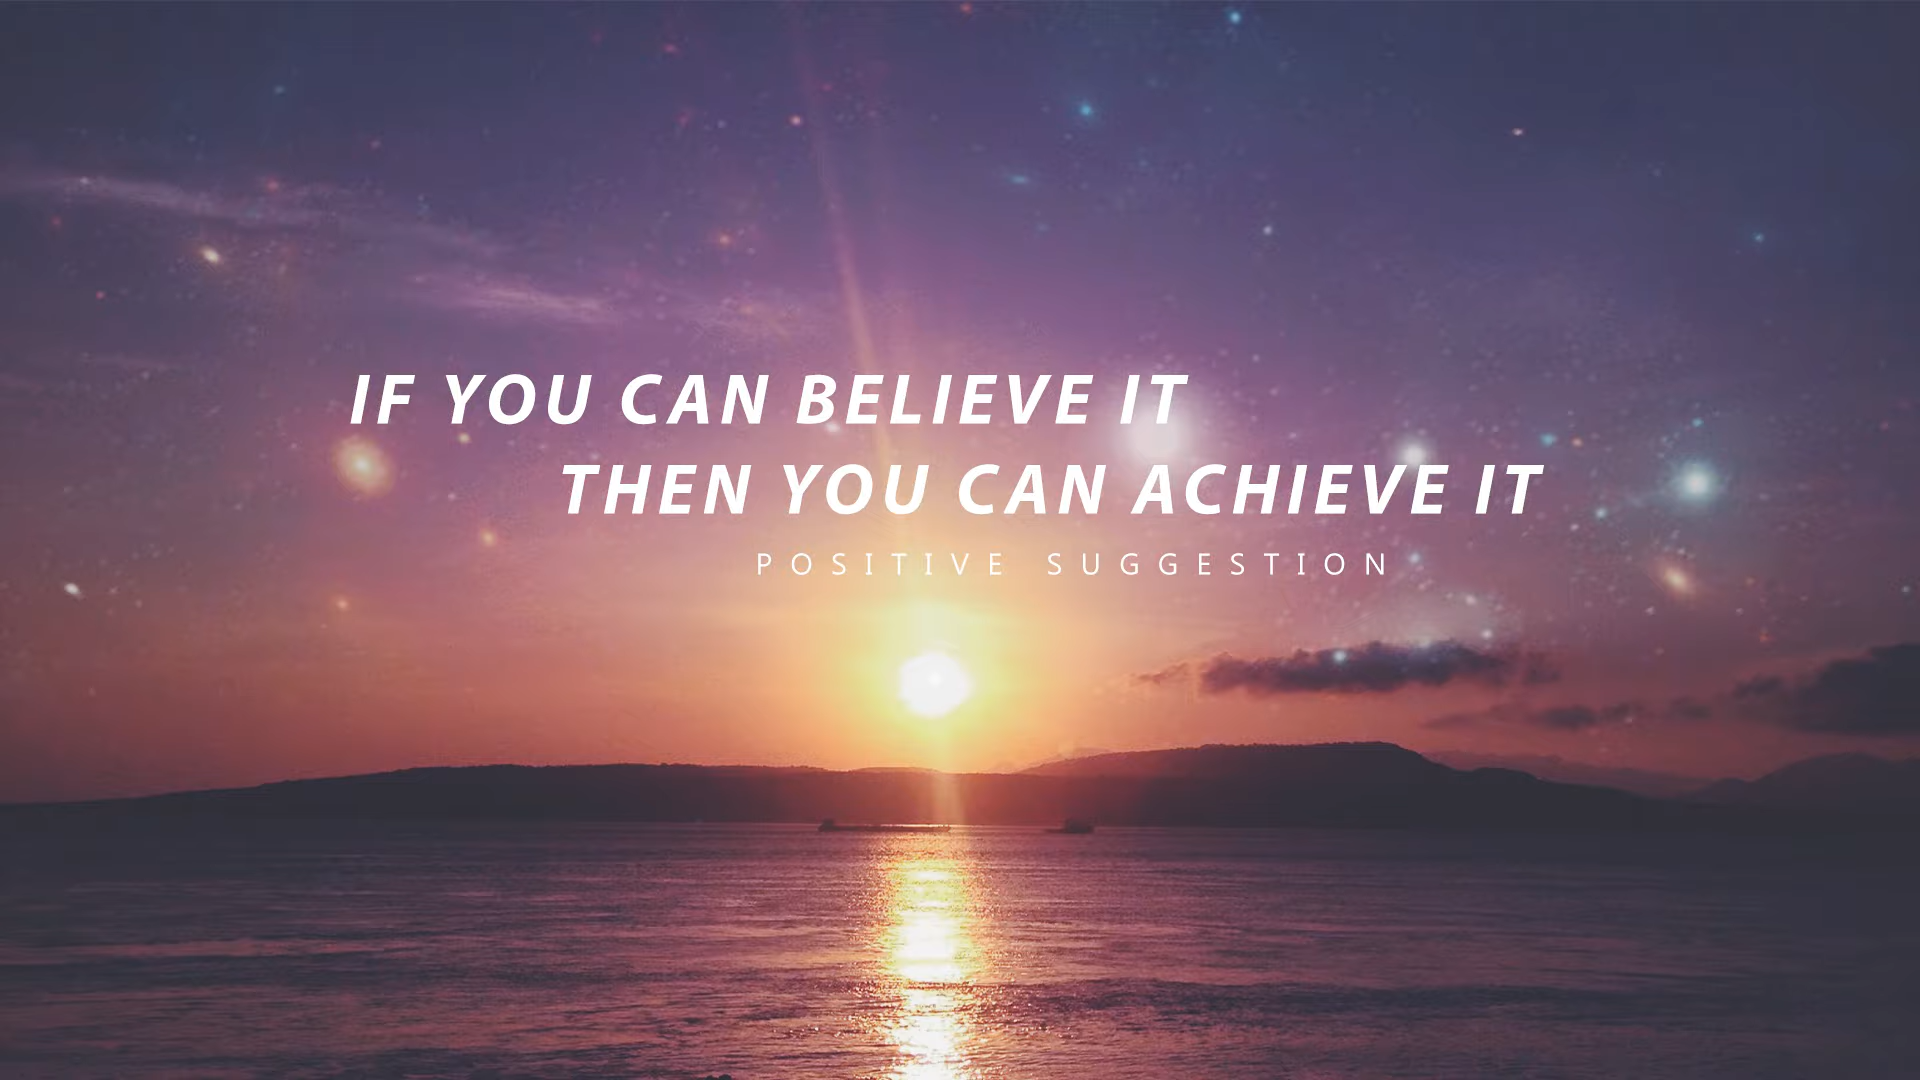 IF YOU CAN BELIEVE IT
THEN YOU CAN ACHIEVE IT
POSITIVE SUGGESTION